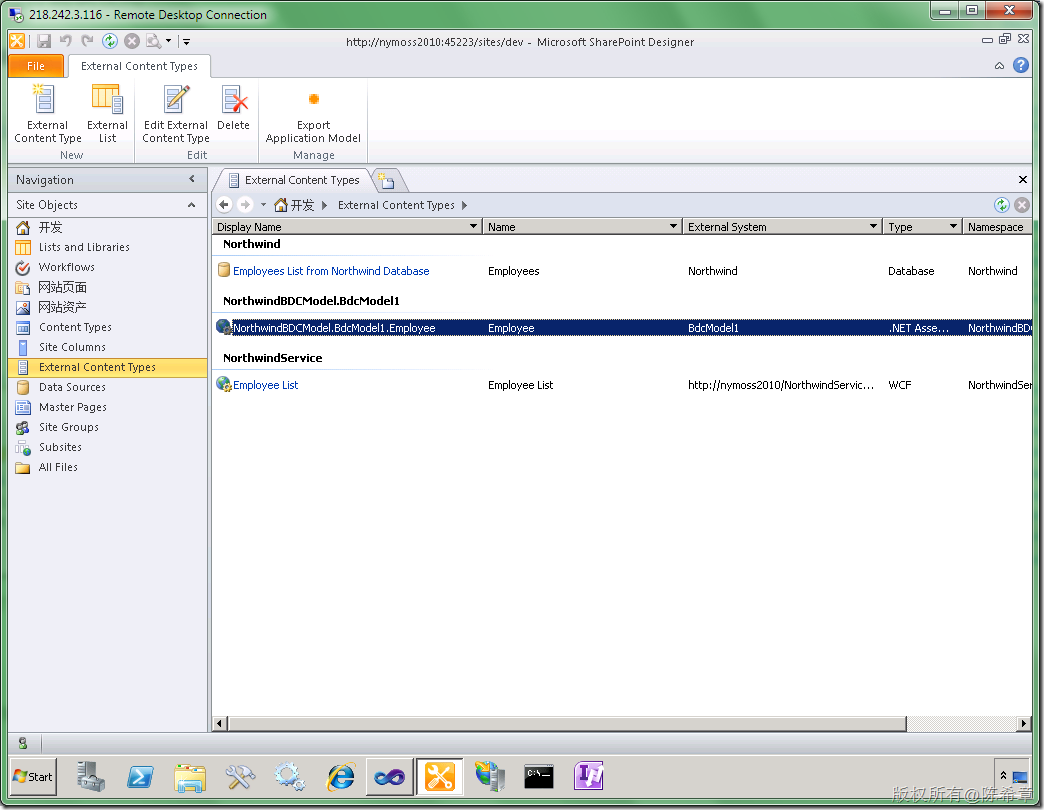 218.242.3.116 - Remote Desktop Connection
http://nymoss2010:45223/sites/dev - Microsoft SharePoint Designer
File External Content Types
External Content Type External List Edit External Content Type Delete Export Application Model
New Edit Manage
Navigation
Site Objects
开发
Lists and Libraries
Workflows
网站页面
网站资产
Content Types
Site Columns
External Content Types
Data Sources
Master Pages
Site Groups
Subsites
All Files
External Content Types
开发 External Content Types
Display Name Name External System Type Namespace
Northwind
Employees List from Northwind Database Employees Northwind Database Northwind
NorthwindBDCModel.BdcModel1
NorthwindBDCModel.BdcModel1.Employee Employee BdcModel1 .NET Asse... NorthwindBD
NorthwindService
Employee List Employee List http://nymoss2010/NorthwindServic... WCF NorthwindSer
Start
C:\
版权所有@陈希章